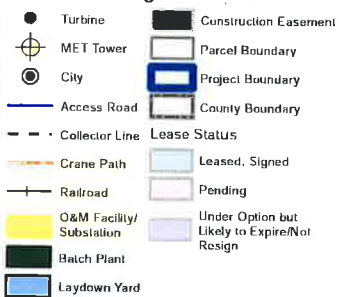 Turbine
MET Tower
City
Access Road
Collector Line
Crane Path
Railroad
O&M Facility/
Substation
Batch Plant
Laydown Yard
Construction Easement
Parcel Boundary
Project Boundary
County Boundary
Lease Status
Leased, Signed
Pending
Under Option but
Likely to Expire/Not
Resign